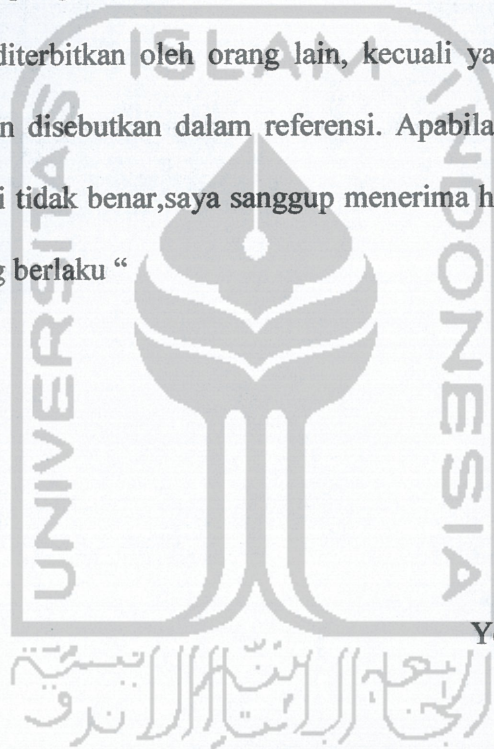 diterbitkan oleh orang lain, kecuali ya
n disebutkan dalam referensi. Apabila
i tidak benar,saya sanggup menerima h
g berlaku “
UNIVERSITAS
ISLAM
INDONESIA
Y